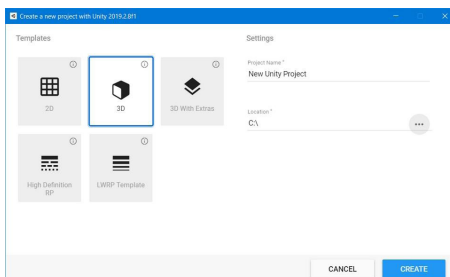 Create a new project with Unity 2019.2.8f1
Templates
Settings
2D
3D
3D With Extras
High Definition
RP
LWRP Template
Project Name *
New Unity Project
Location *
C:\
CANCEL
CREATE